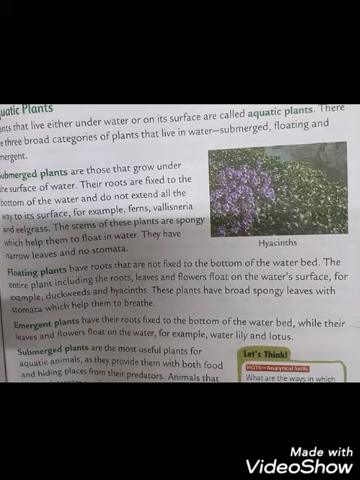 uatic Plants
nts that live either under water or on its surface are called aquatic plants. There
e three broad categories of plants that live in water—submerged, floating and
mergent.
Submerged plants are those that grow under
the surface of water. Their roots are fixed to the
bottom of the water and do not extend all the
way to its surface, for example, ferns, vallisneria
and eelgrass. The stems of these plants are spongy
which help them to float in water. They have
narrow leaves and no stomata.
Hyacinths
Floating plants have roots that are not fixed to the bottom of the water bed. The
entire plant including the roots, leaves and flowers float on the water's surface, for
example, duckweeds and hyacinths. These plants have broad spongy leaves with
stomata which help them to breathe.
Emergent plants have their roots fixed to the bottom of the water bed, while their
leaves and flowers float on the water, for example, water lily and lotus.
Submerged plants are the most useful plants for
aquatic animals, as they provide them with both food
and hiding places from their predators. Animals that
Let's Think!
HOTS—Analytical Skills
What are the ways in which
Made with
VideoShow